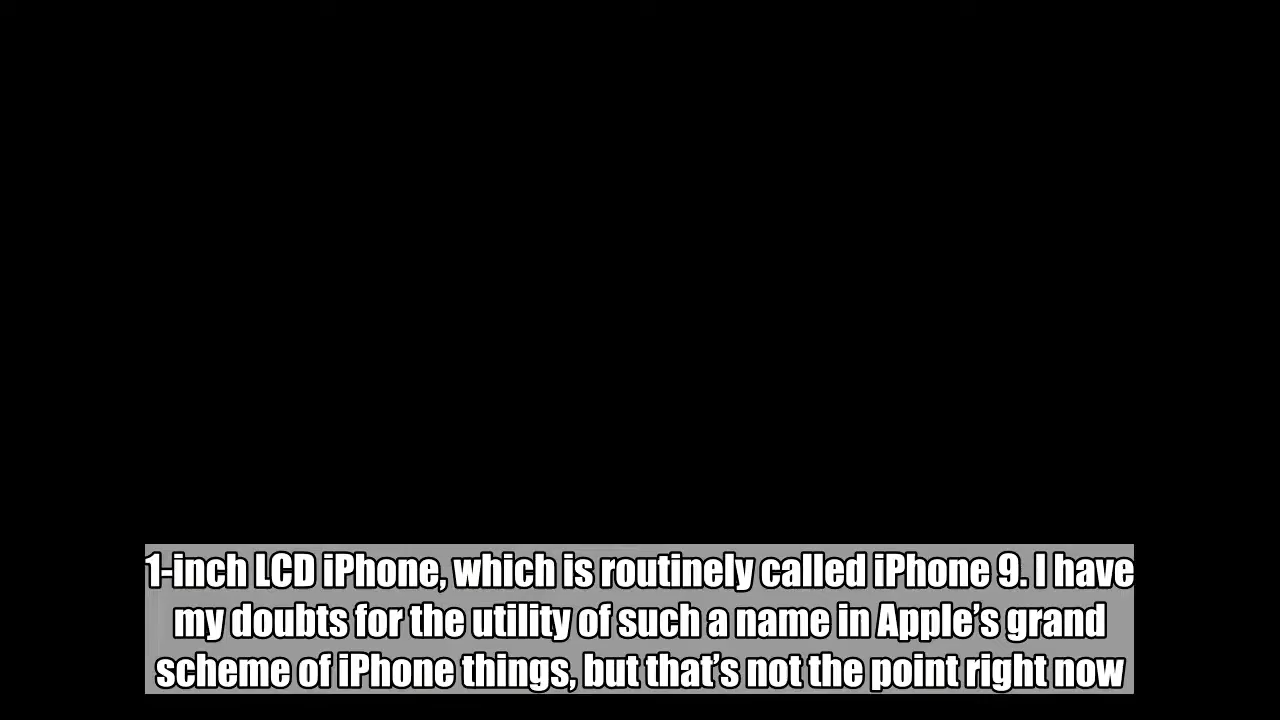 1-inch LCD iPhone, which is routinely called iPhone 9. I have
my doubts for the utility of such a name in Apple’s grand
scheme of iPhone things, but that’s not the point right now